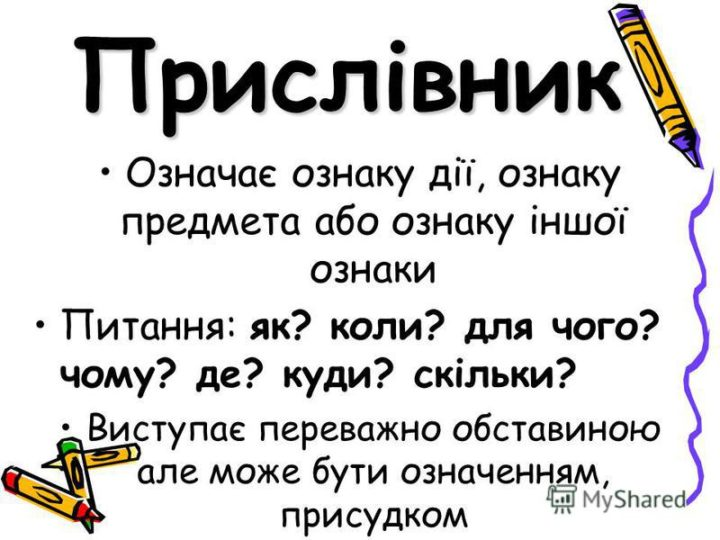 Прислівник
• Означає ознаку дії, ознаку
предмета або ознаку іншої
ознаки
• Питання: як? коли? для чого?
чому? де? куди? скільки?
• Виступає переважно обставиною
але може бути означенням,
присудком
MyShared